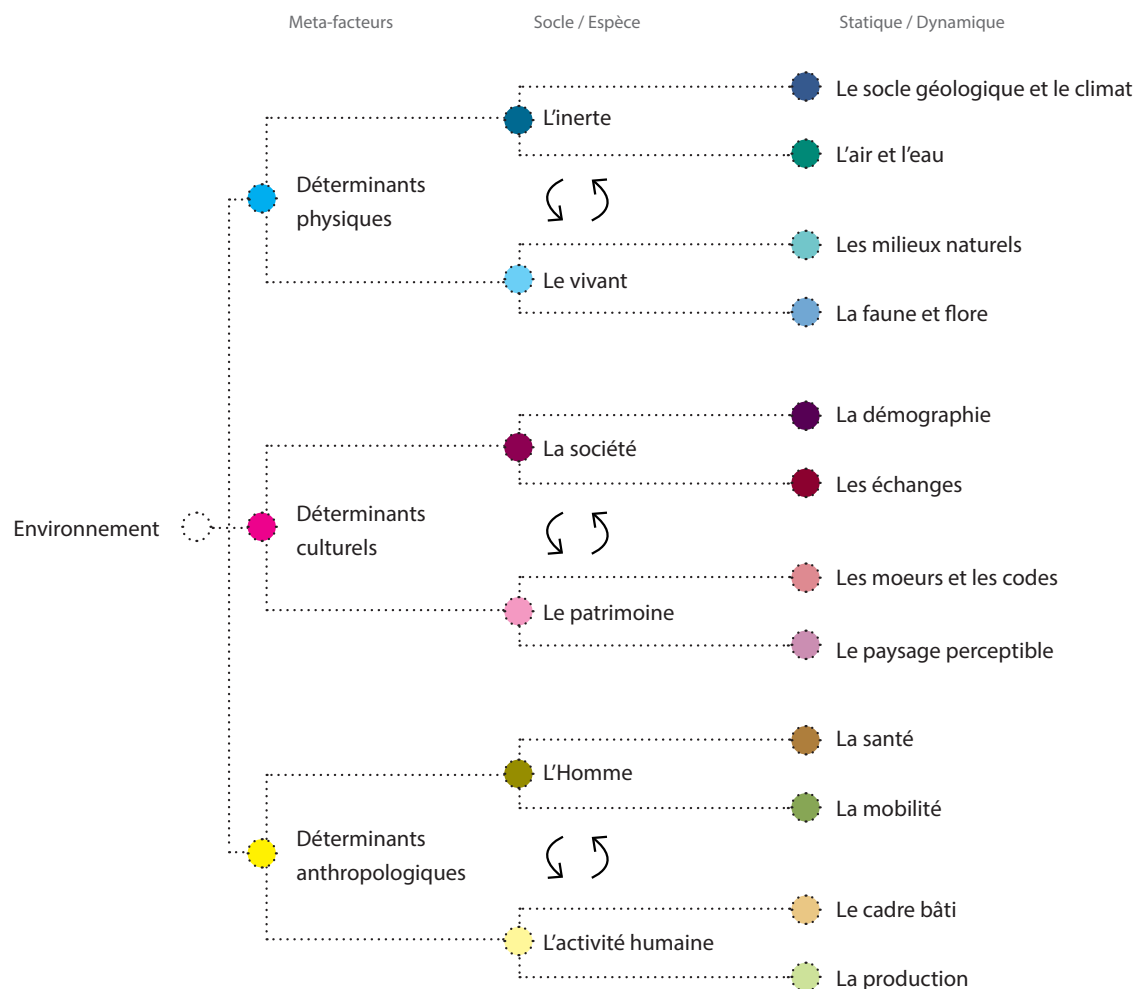 Meta-facteurs
Socle / Espèce
Statique / Dynamique
Le socle géologique et le climat
L'inerte
L'air et l'eau
Déterminants
physiques
Les milieux naturels
Le vivant
La faune et flore
La démographie
La société
Les échanges
Environnement
Déterminants
culturels
Les moeurs et les codes
Le patrimoine
Le paysage perceptible
La santé
L'Homme
La mobilité
Déterminants
anthropologiques
Le cadre bâti
L'activité humaine
La production